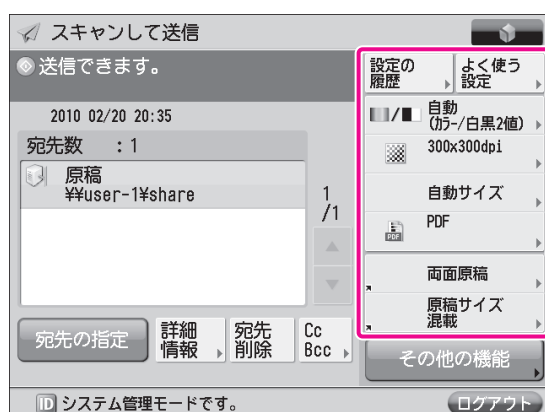 スキャンして送信
送信できます。
2010 02/20 20:35
宛先数 :1
原稿
¥¥user-1¥share
1
/1
宛先の指定
詳細
情報
宛先
削除
Cc
Bcc
設定の
履歴
よく使う
設定
自動
(カラー/白黒2値)
300x300dpi
自動サイズ
PDF
PDF
両面原稿
原稿サイズ
混載
その他の機能
ID システム管理モードです。
ログアウト